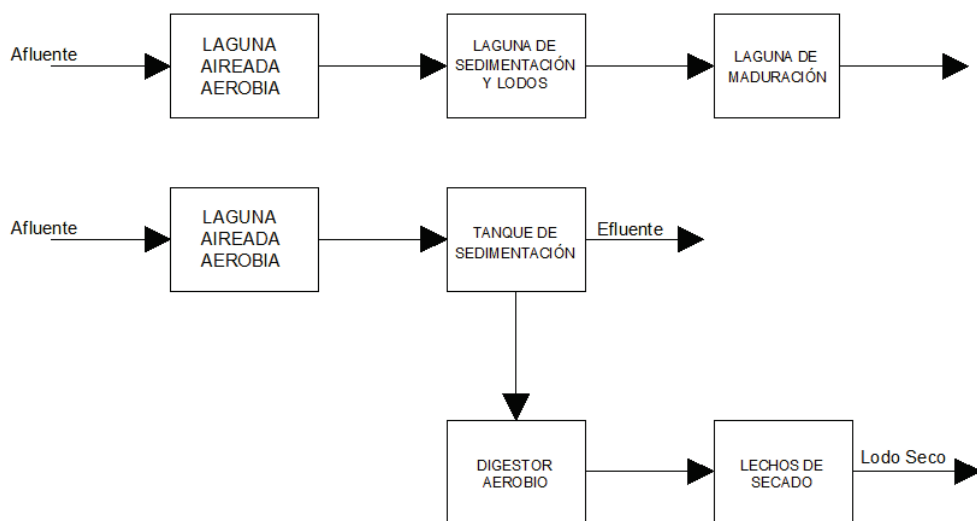 Afluente
LAGUNA
AIREADA
AEROBIA
LAGUNA DE
SEDIMENTACIÓN
Y LODOS
LAGUNA DE
MADURACIÓN
Afluente
LAGUNA
AIREADA
AEROBIA
TANQUE DE
SEDIMENTACIÓN
Efluente
DIGESTOR
AEROBIO
LECHOS DE
SECADO
Lodo Seco